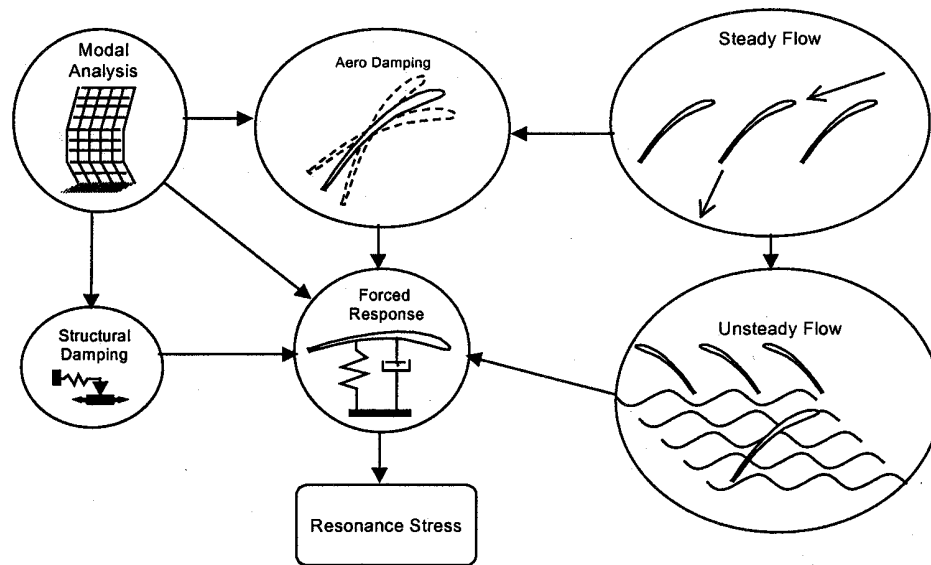 Modal
Analysis
Aero Damping
Steady Flow
Structural
Damping
Forced
Response
Unsteady Flow
Resonance Stress